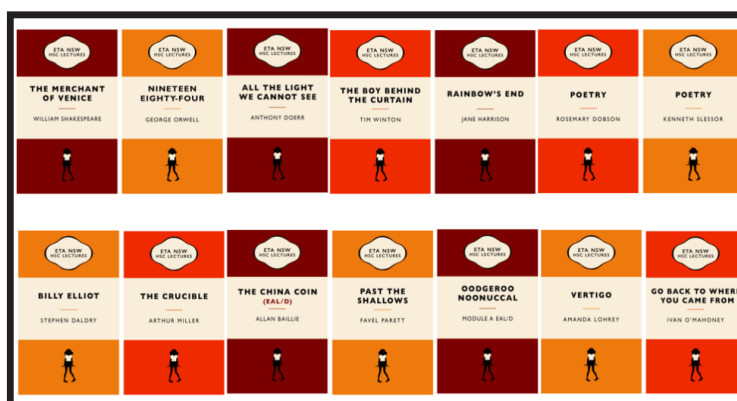 ETA NSW
HSC LECTURES
THE MERCHANT
OF VENICE
WILLIAM SHAKESPEARE
ETA NSW
HSC LECTURES
NINETEEN
EIGHTY-FOUR
GEORGE ORWELL
ETA NSW
HSC LECTURES
ALL THE LIGHT
WE CANNOT SEE
ANTHONY DOERR
ETA NSW
HSC LECTURES
THE BOY BEHIND
THE CURTAIN
TIM WINTON
ETA NSW
HSC LECTURES
RAINBOW'S END
JANE HARRISON
ETA NSW
HSC LECTURES
POETRY
ROSEMARY DOBSON
ETA NSW
HSC LECTURES
POETRY
KENNETH SLESSOR
ETA NSW
HSC LECTURES
BILLY ELLIOT
STEPHEN DALDRY
ETA NSW
HSC LECTURES
THE CRUCIBLE
ARTHUR MILLER
ETA NSW
HSC LECTURES
THE CHINA COIN
(EAL/D)
ALLAN BAILLIE
ETA NSW
HSC LECTURES
PAST THE
SHALLOWS
FAVEL PARETT
ETA NSW
HSC LECTURES
OODGEROO
NOONUCCAL
MODULE A EAL/D
ETA NSW
HSC LECTURES
VERTIGO
AMANDA LOHREY
ETA NSW
HSC LECTURES
GO BACK TO WHERE
YOU CAME FROM
IVAN O'MAHONEY